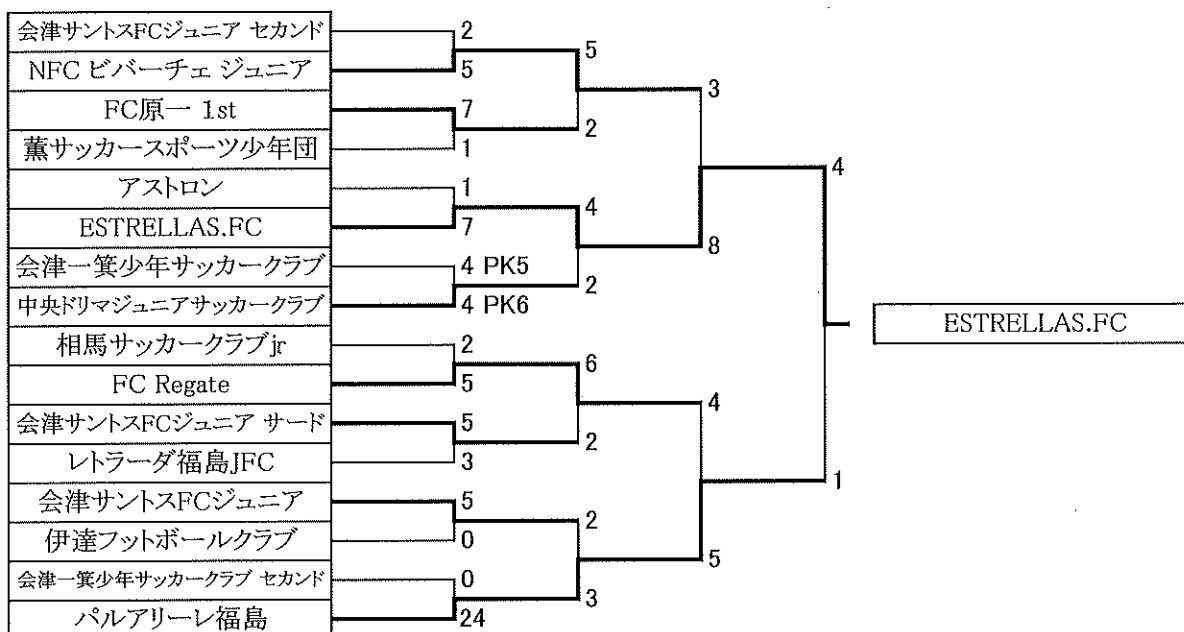 会津サントスFCジュニア セカンド
2
NFC ビバーチェ ジュニア
5
5
FC原一 1st
7
3
薫サッカースポーツ少年団
1
2
アストロン
1
4
ESTRELLAS.FC
7
4
会津一箕少年サッカークラブ
4 PK5
8
中央ドリマジュニアサッカークラブ
4 PK6
2
ESTRELLAS.FC
相馬サッカークラブjr
2
6
FC Regate
5
4
会津サントスFCジュニア サード
5
2
レトラーダ福島JFC
3
1
会津サントスFCジュニア
5
2
伊達フットボールクラブ
0
5
会津一箕少年サッカークラブ セカンド
0
3
パルアリーレ福島
24